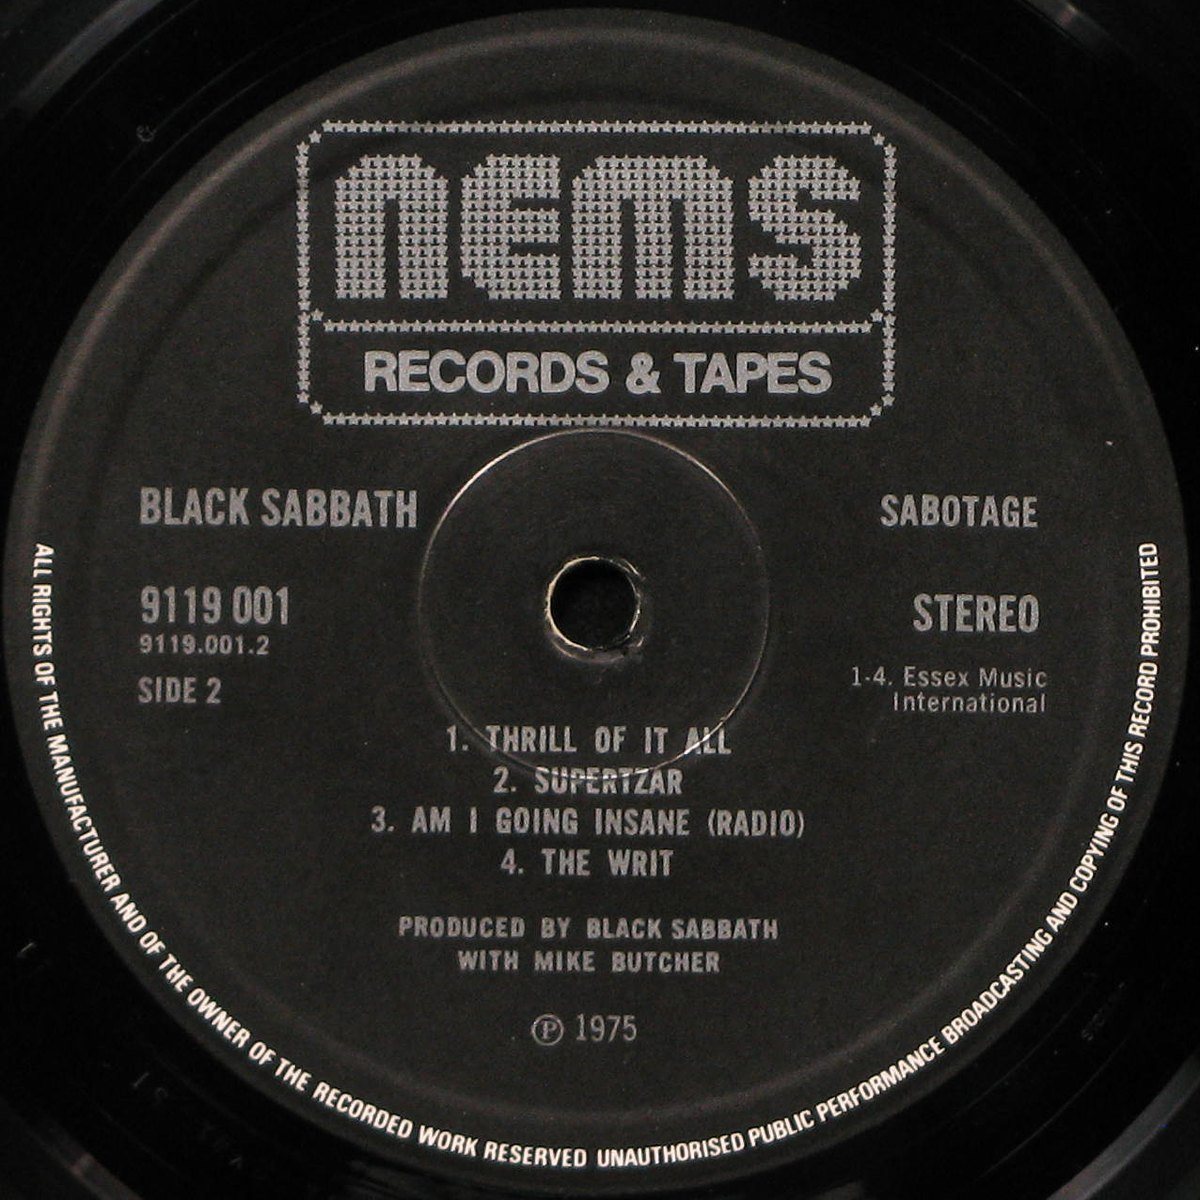 nems
RECORDS & TAPES
BLACK SABBATH
SABOTAGE
9119 001
9119.001.2
SIDE 2
STEREO
1-4. Essex Music
International
1. THRILL OF IT ALL
2. SUPERTZAR
3. AM I GOING INSANE (RADIO)
4. THE WRIT
PRODUCED BY BLACK SABBATH
WITH MIKE BUTCHER
℗ 1975
ALL RIGHTS OF THE MANUFACTURER AND OF THE OWNER OF THE RECORDED WORK RESERVED UNAUTHORISED PUBLIC PERFORMANCE BROADCASTING AND COPYING OF THIS RECORD PROHIBITED